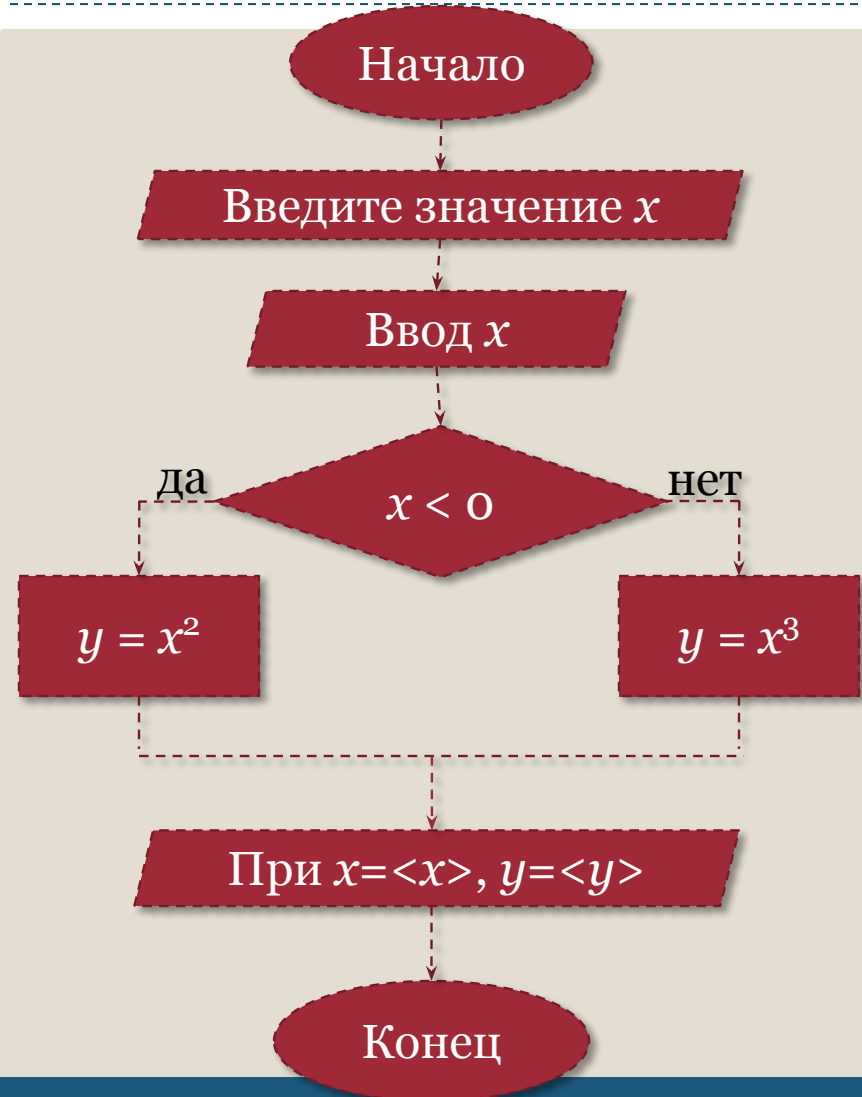 Начало
Введите значение x
Ввод x
да
x < 0
нет
y = x²
y = x³
При x=<x>, y=<y>
Конец